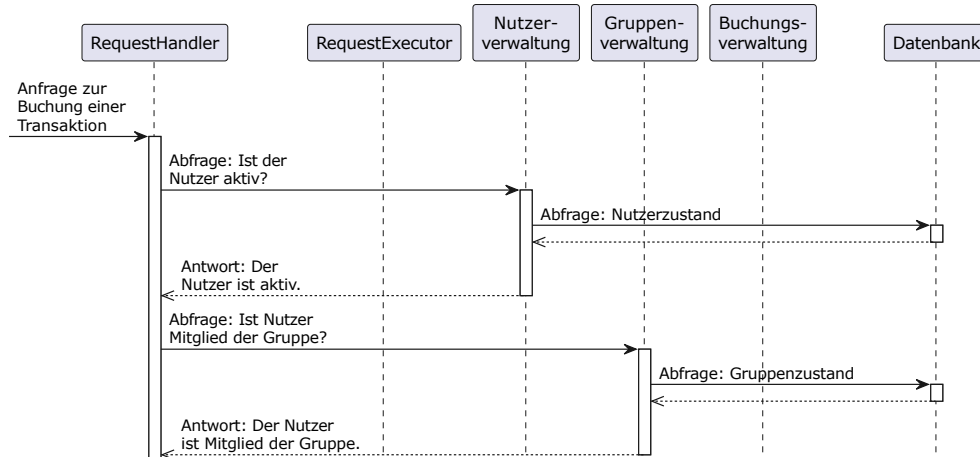 RequestHandler
RequestExecutor
Nutzer-
verwaltung
Gruppen-
verwaltung
Buchungs-
verwaltung
Datenbank
Anfrage zur
Buchung einer
Transaktion
Abfrage: Ist der
Nutzer aktiv?
Abfrage: Nutzerzustand
Antwort: Der
Nutzer ist aktiv.
Abfrage: Ist Nutzer
Mitglied der Gruppe?
Abfrage: Gruppenzustand
Antwort: Der Nutzer
ist Mitglied der Gruppe.